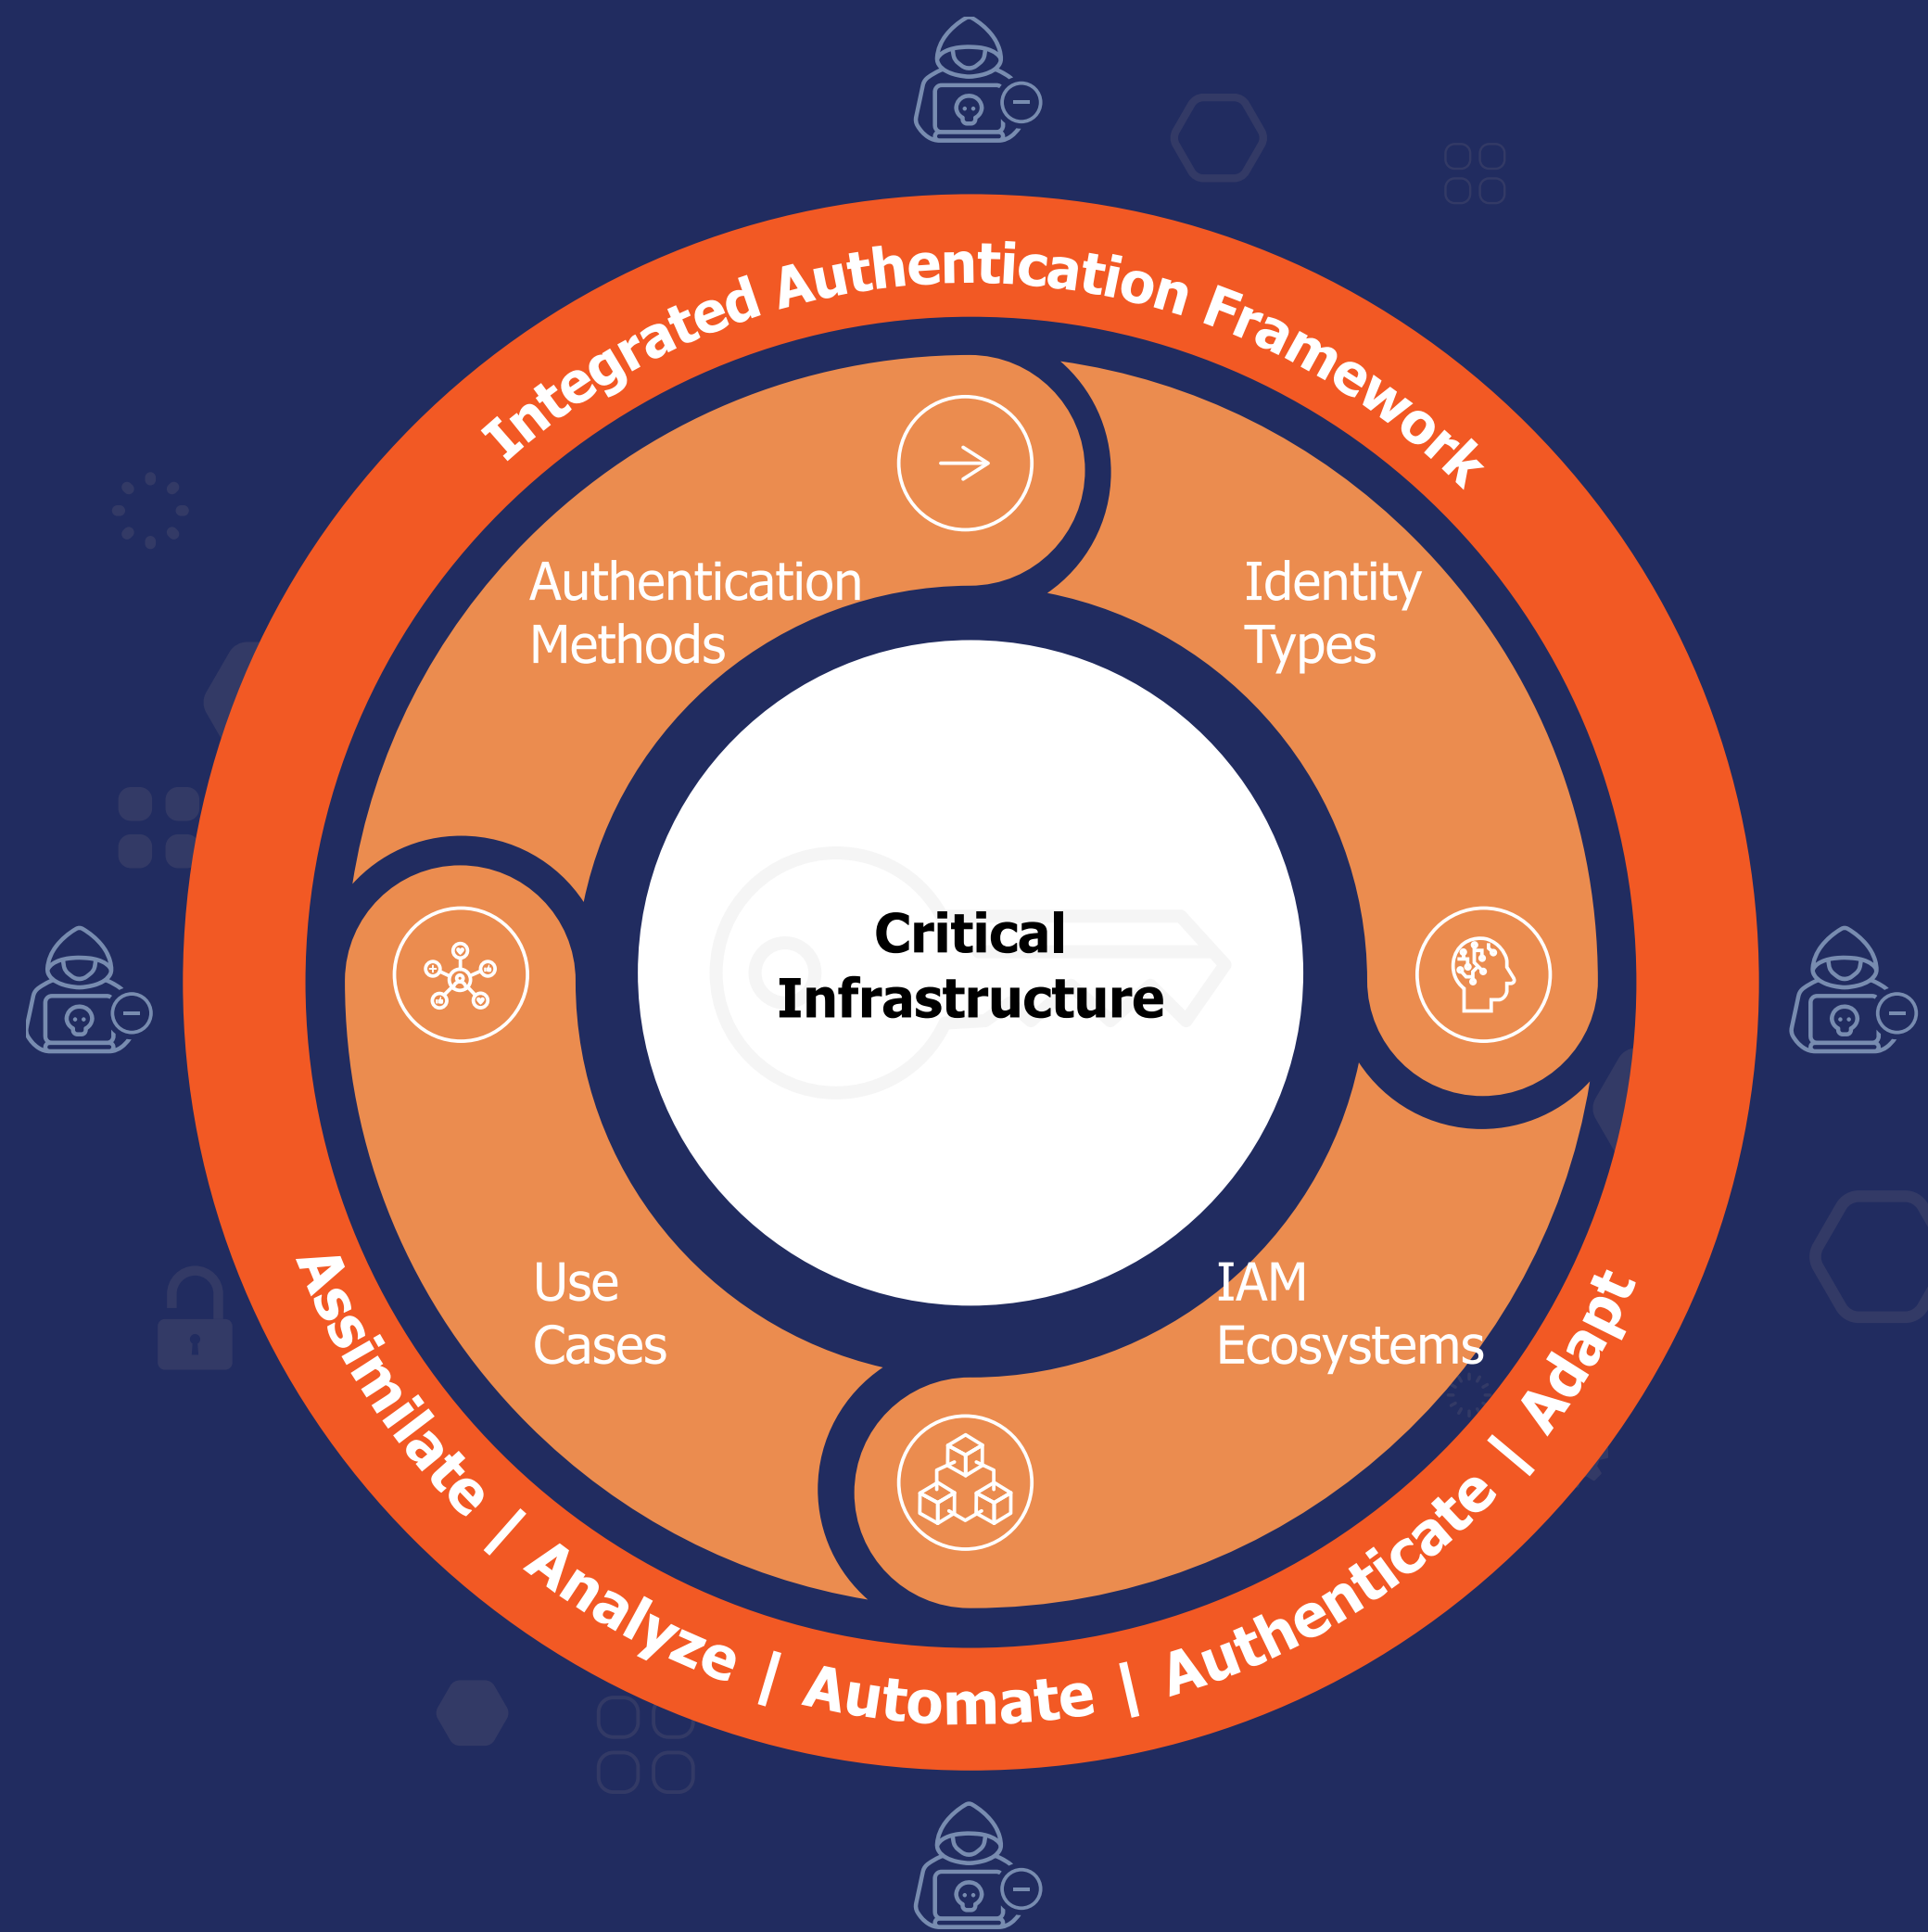 Integrated Authentication Framework
Authentication
Methods
Identity
Types
Critical
Infrastructure
Use
Cases
IAM
Ecosystems
Assimilate | Analyze | Automate | Authenticate | Adapt